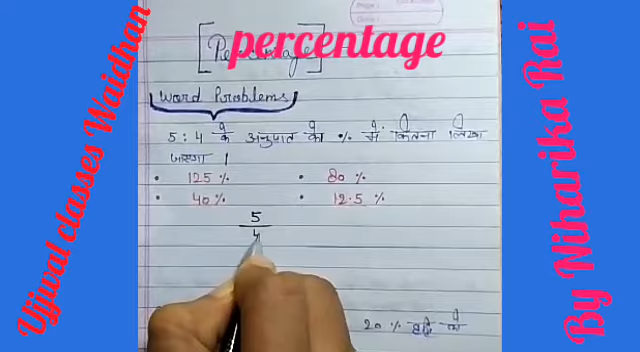 [Percentage]
percentage
Word Problems
5 : 4 के अनुपात को % में कितना लिखा
जाएगा ।
• 125 % • 80 %
• 40 % • 12.5 %
5
4
20 %
Ujjwal classes Waidhan
By Niharika Rai